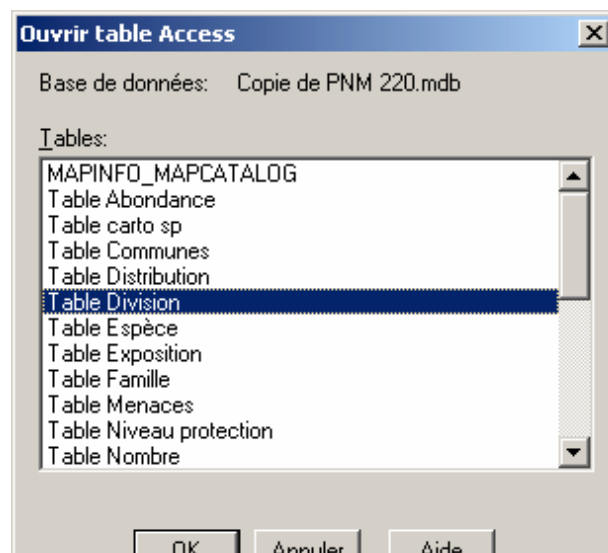 Ouvrir table Access
Base de données: Copie de PNM 220.mdb
Tables:
MAPINFO_MAPCATALOG
Table Abondance
Table carto sp
Table Communes
Table Distribution
Table Division
Table Espèce
Table Exposition
Table Famille
Table Menaces
Table Niveau protection
Table Nombre
OK Annuler Aide